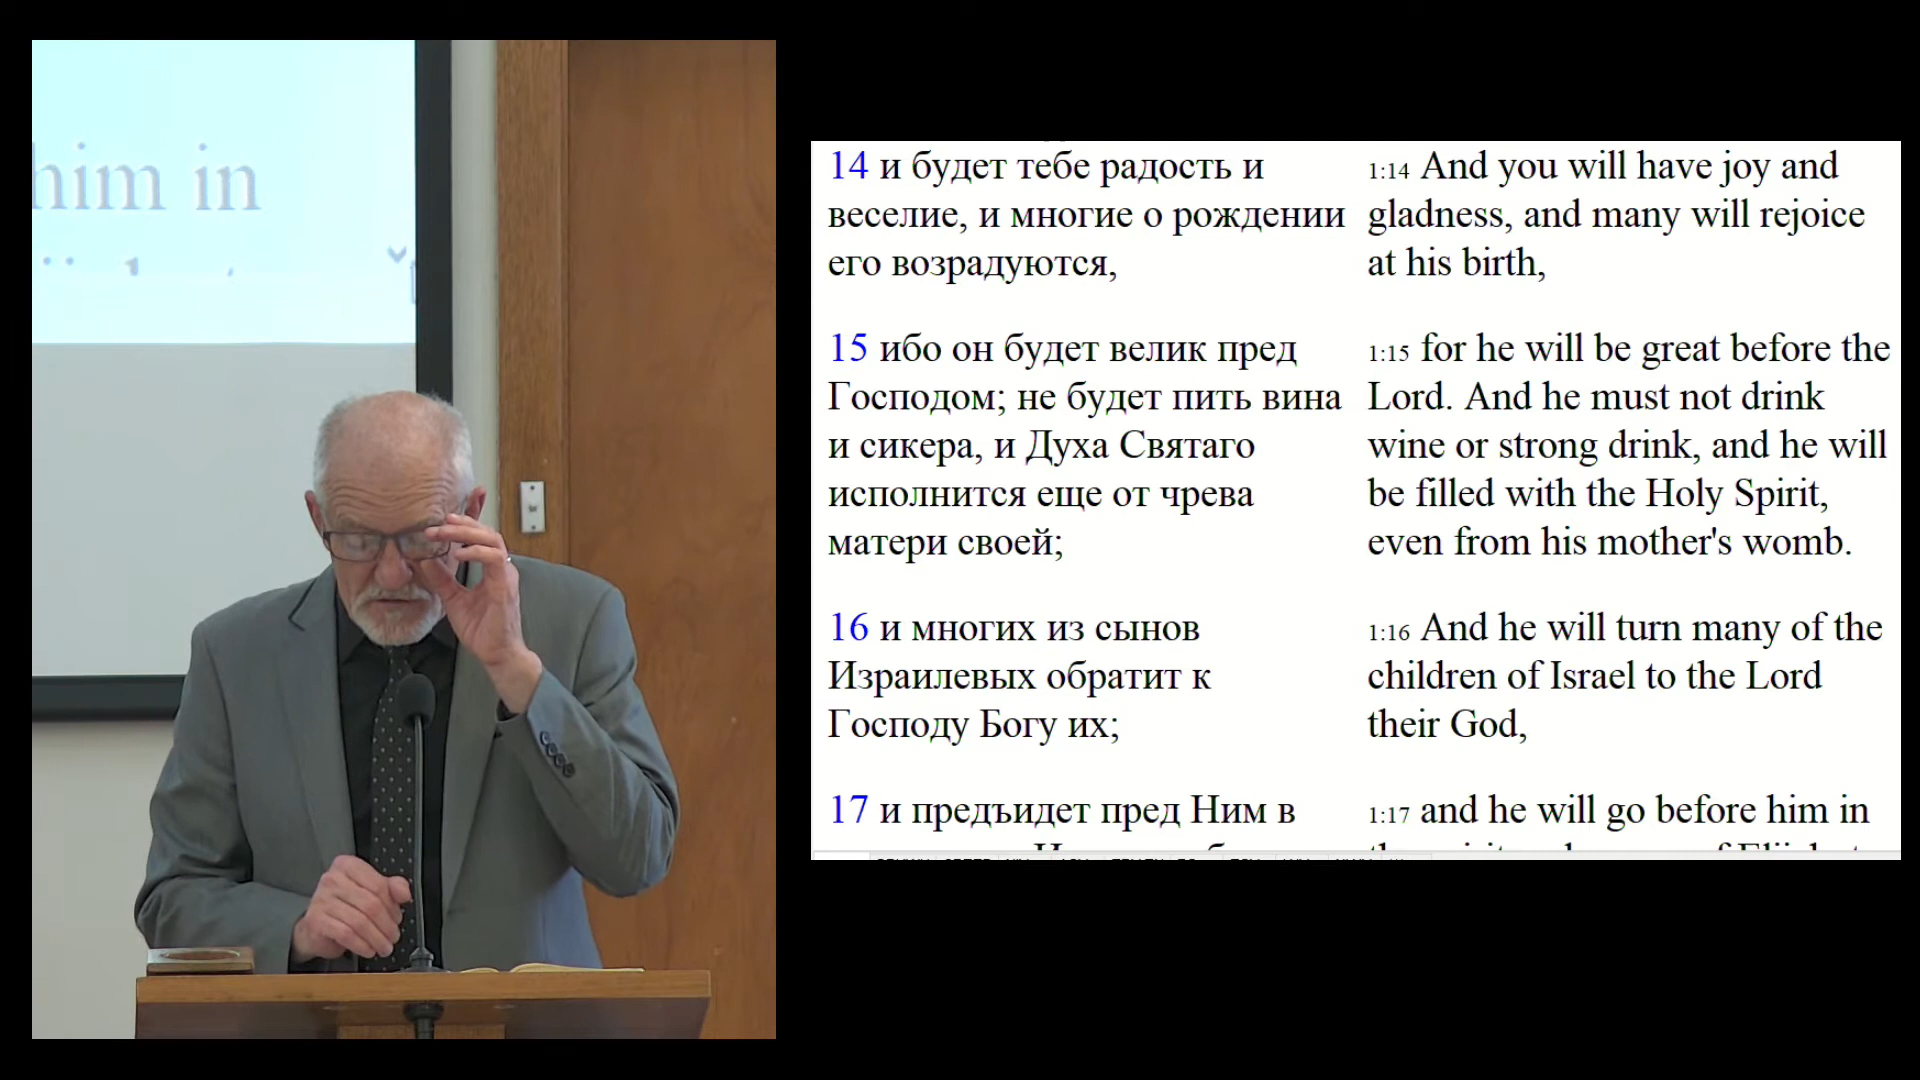 him in
14 и будет тебе радость и
веселие, и многие о рождении
его возрадуются,
15 ибо он будет велик пред
Господом; не будет пить вина
и сикера, и Духа Святаго
исполнится еще от чрева
матери своей;
16 и многих из сынов
Израилевых обратит к
Господу Богу их;
17 и предъидет пред Ним в
1:14 And you will have joy and
gladness, and many will rejoice
at his birth,
1:15 for he will be great before the
Lord. And he must not drink
wine or strong drink, and he will
be filled with the Holy Spirit,
even from his mother's womb.
1:16 And he will turn many of the
children of Israel to the Lord
their God,
1:17 and he will go before him in